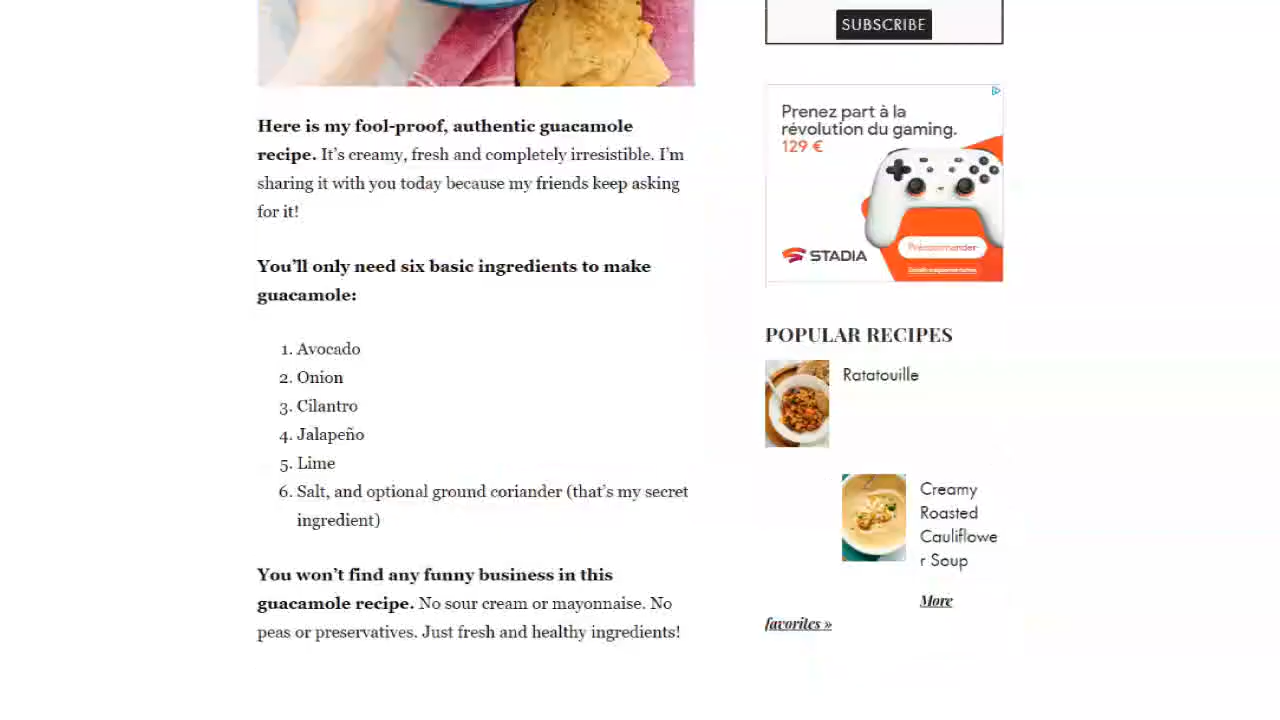 Here is my fool-proof, authentic guacamole
recipe. It’s creamy, fresh and completely irresistible. I’m
sharing it with you today because my friends keep asking
for it!
You’ll only need six basic ingredients to make
guacamole:
1. Avocado
2. Onion
3. Cilantro
4. Jalapeño
5. Lime
6. Salt, and optional ground coriander (that’s my secret
ingredient)
You won’t find any funny business in this
guacamole recipe. No sour cream or mayonnaise. No
peas or preservatives. Just fresh and healthy ingredients!
SUBSCRIBE
Prenez part à la
révolution du gaming.
129 €
Précommander
STADIA
POPULAR RECIPES
Ratatouille
Creamy
Roasted
Cauliflowe
r Soup
More
favorites »